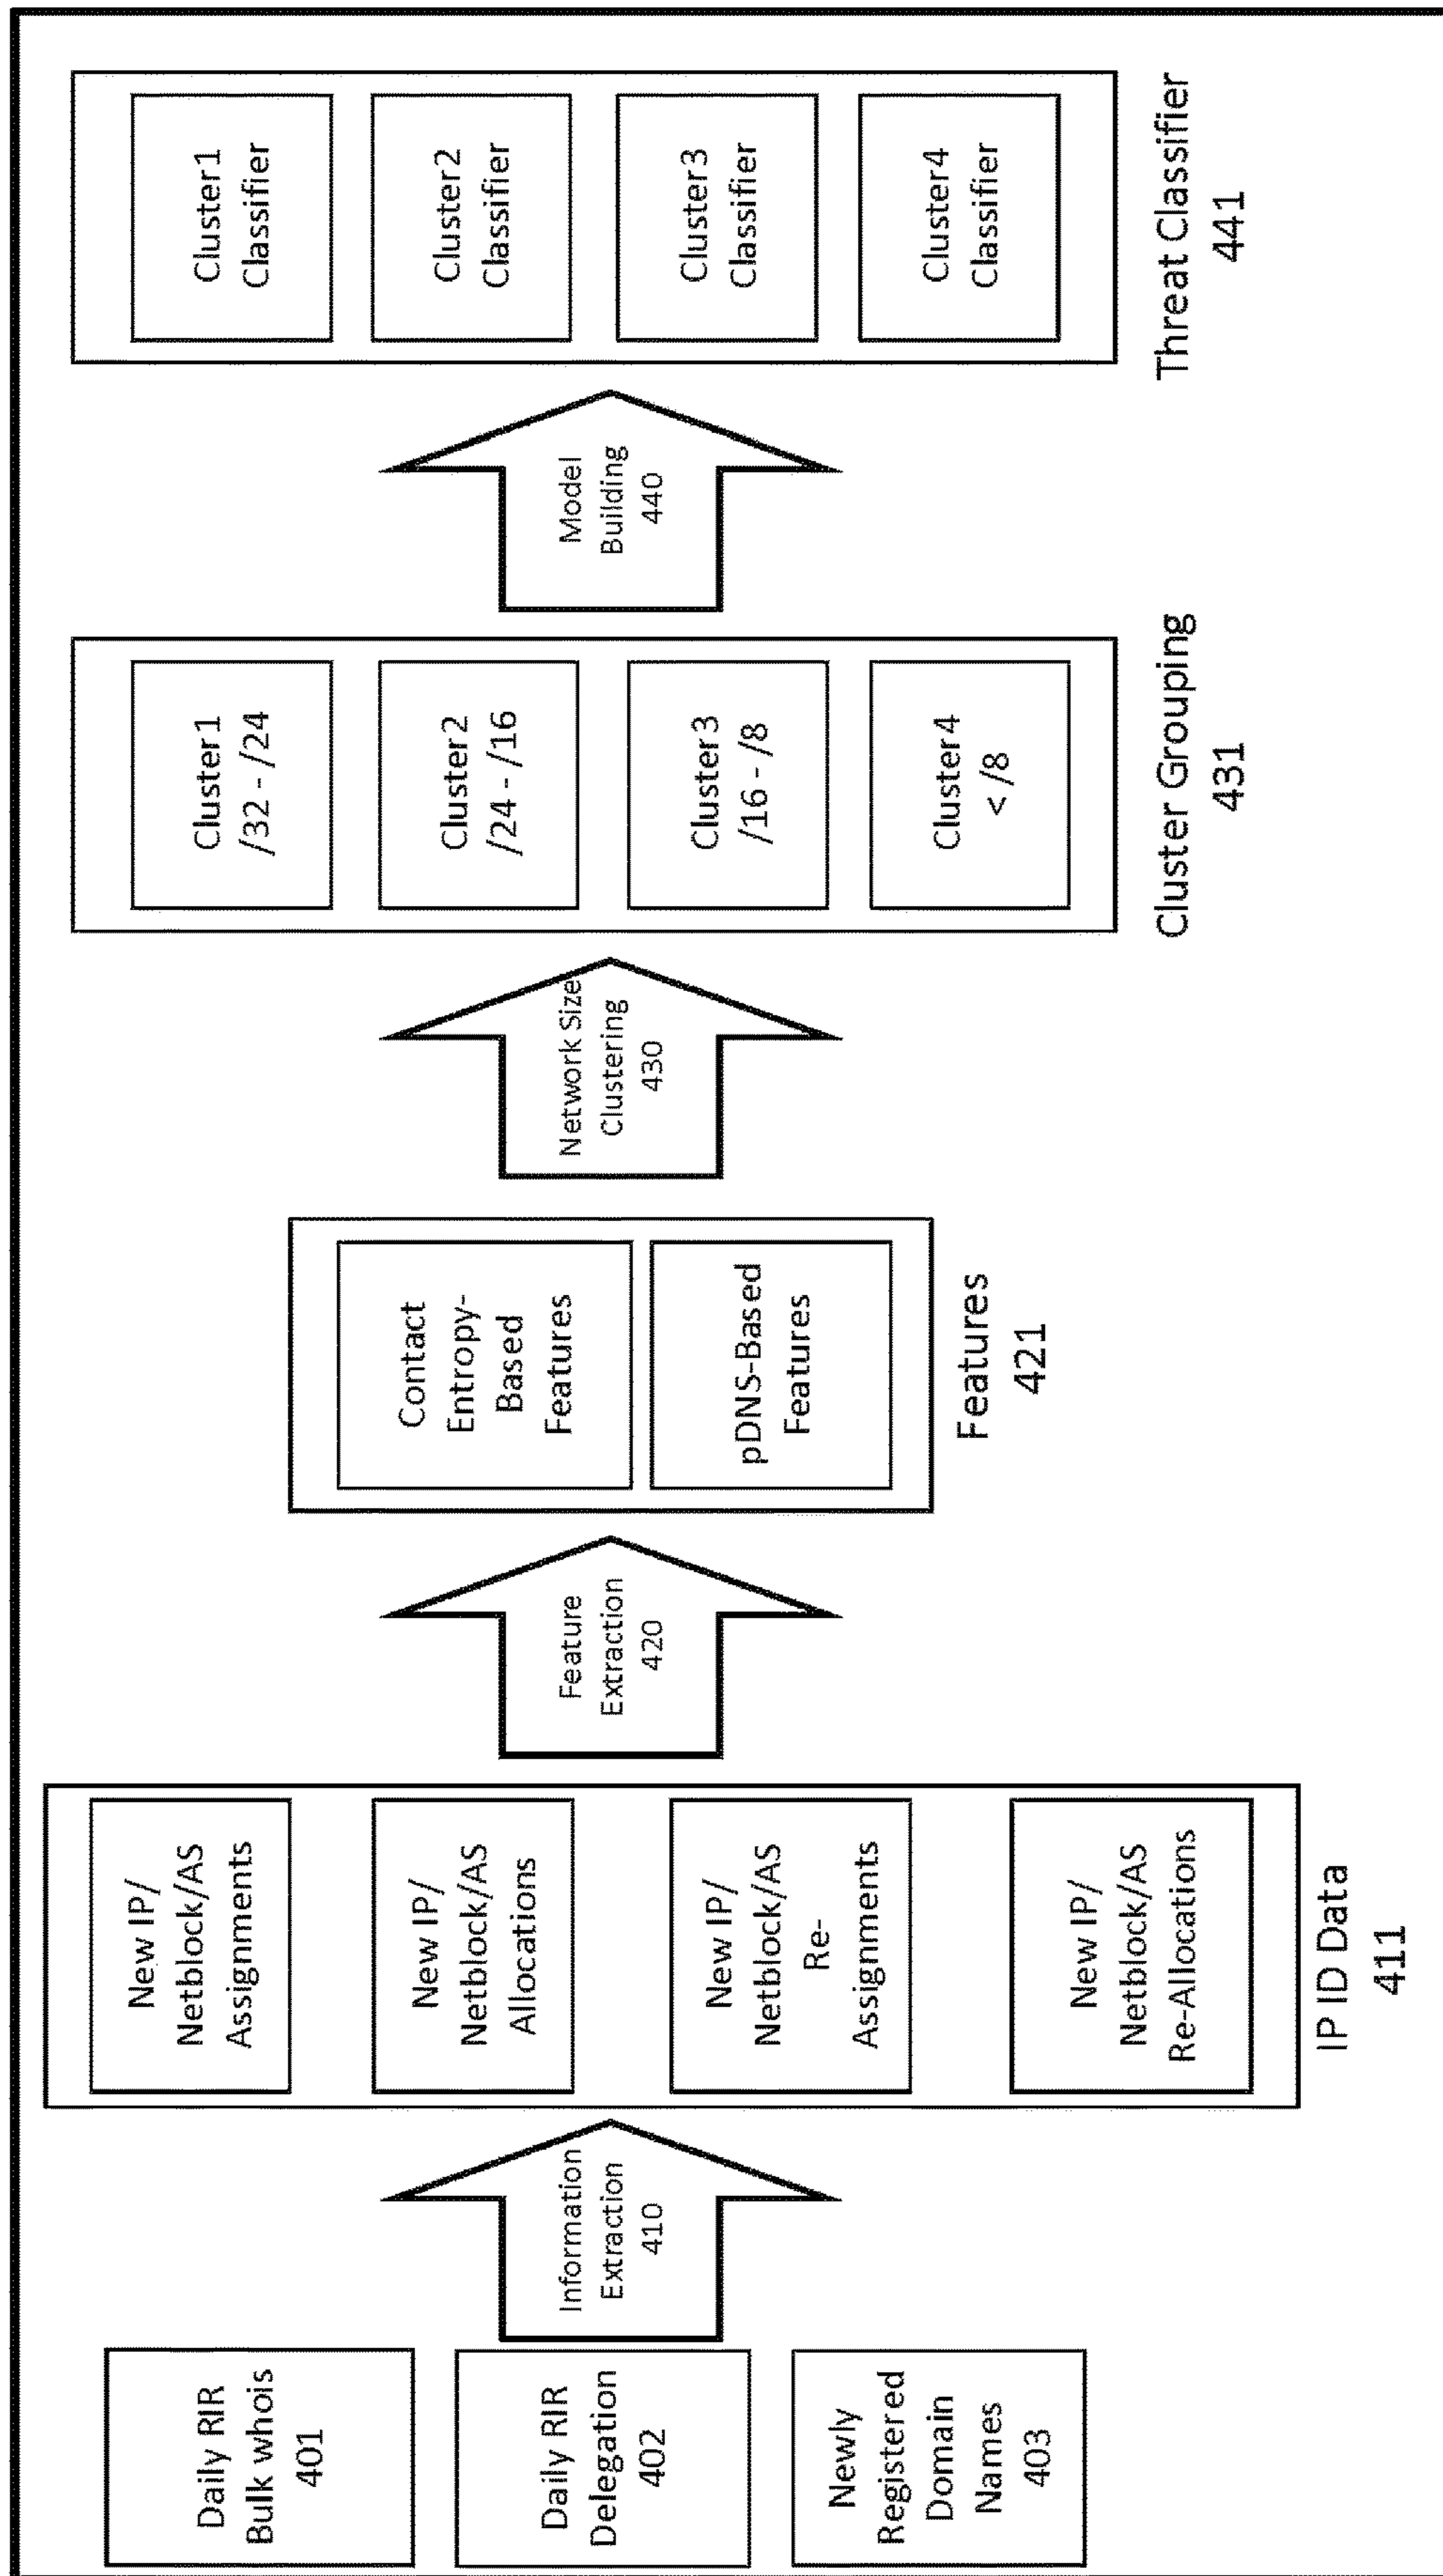 Daily RIR
Bulk whois
401
Daily RIR
Delegation
402
Newly
Registered
Domain
Names
403
Information
Extraction
410
New IP/
Netblock/AS
Assignments
New IP/
Netblock/AS
Allocations
New IP/
Netblock/AS
Re-
Assignments
New IP/
Netblock/AS
Re-Allocations
IP ID Data
411
Feature
Extraction
420
Contact
Entropy-
Based
Features
pDNS-Based
Features
Features
421
Network Size
Clustering
430
Cluster1
/32 - /24
Cluster2
/24 - /16
Cluster3
/16 - /8
Cluster4
< /8
Cluster Grouping
431
Model
Building
440
Cluster1
Classifier
Cluster2
Classifier
Cluster3
Classifier
Cluster4
Classifier
Threat Classifier
441